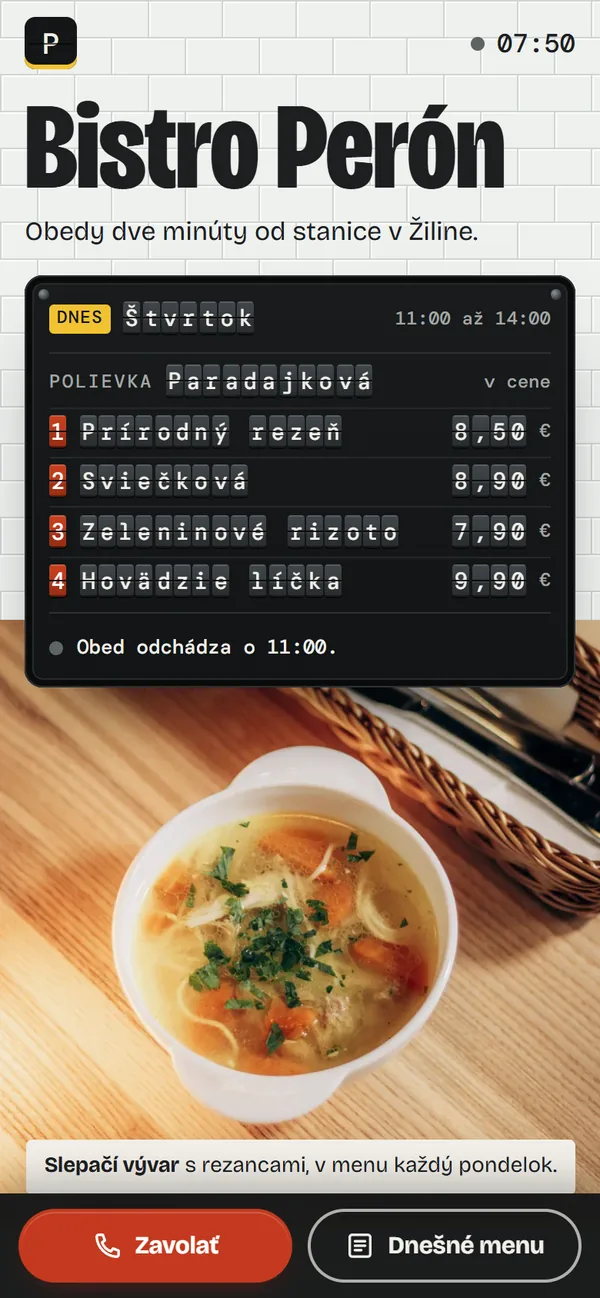 P
07:50
Bistro Perón
Obedy dve minúty od stanice v Žiline.
DNES Štvrtok 11:00 až 14:00
POLIEVKA Paradajková v cene
1 Prírodný rezeň 8,50 €
2 Sviečková 8,90 €
3 Zeleninové rizoto 7,90 €
4 Hovädzie líčka 9,90 €
Obed odchádza o 11:00.
Slepačí vývar s rezancami, v menu každý pondelok.
Zavolať
Dnešné menu